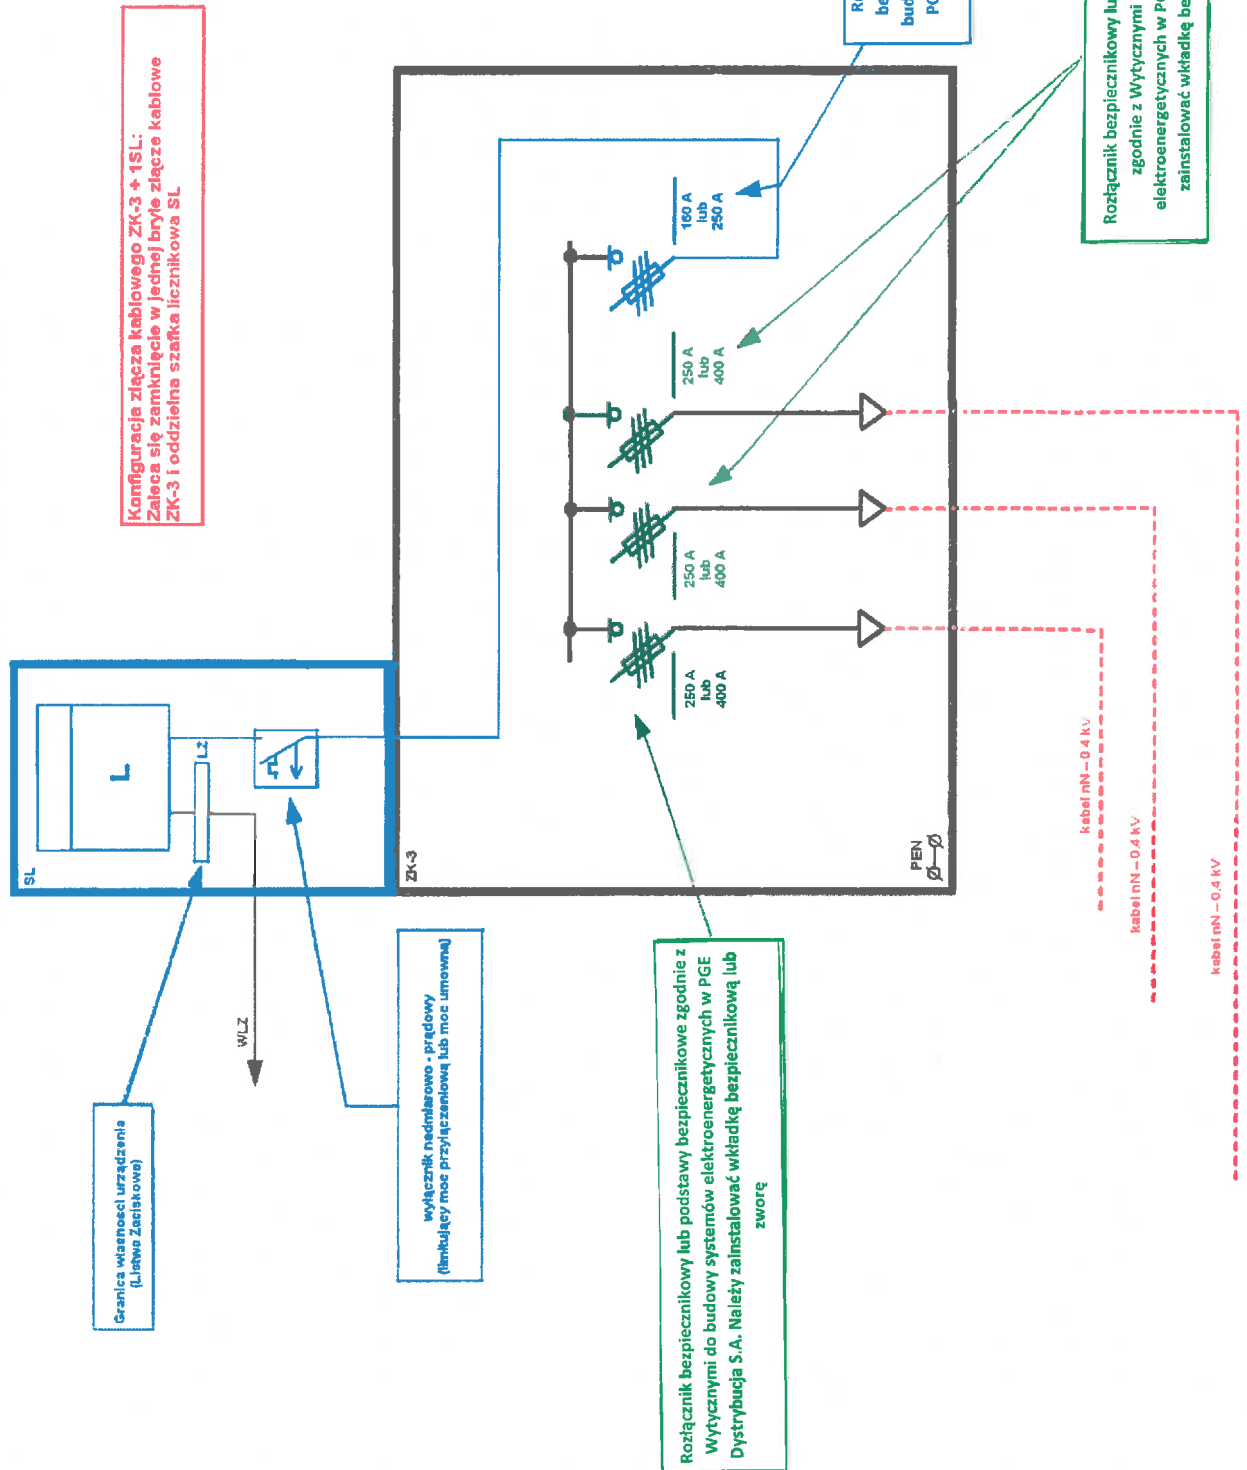 Konfiguracja złącza kablowego ZK-3 + 1SL:
Zaleca się zamknięcie w jednej bryle złącze kablowe
ZK-3 i oddzielna szafka licznikowa SL
SL
L
LZ
WLZ
Granica własności urządzenia
(Listwa Zaciskowa)
wyłącznik nadmiarowo - prądowy
(limitujący moc przyłączeniową lub moc umowną)
ZK-3
PEN
250 A
lub
400 A
250 A
lub
400 A
250 A
lub
400 A
160 A
lub
250 A
Rozłącznik bezpiecznikowy lub podstawy bezpiecznikowe zgodnie z
Wytycznymi do budowy systemów elektroenergetycznych w PGE
Dystrybucja S.A. Należy zainstalować wkładkę bezpiecznikową lub
zworę
Rozłącznik bezpiecznikowy lu
zgodnie z Wytycznymi
elektroenergetycznych w PG
zainstalować wkładkę be
be
bud
kabel nN – 0.4 kV
kabel nN – 0.4 kV
kabel nN – 0.4 kV